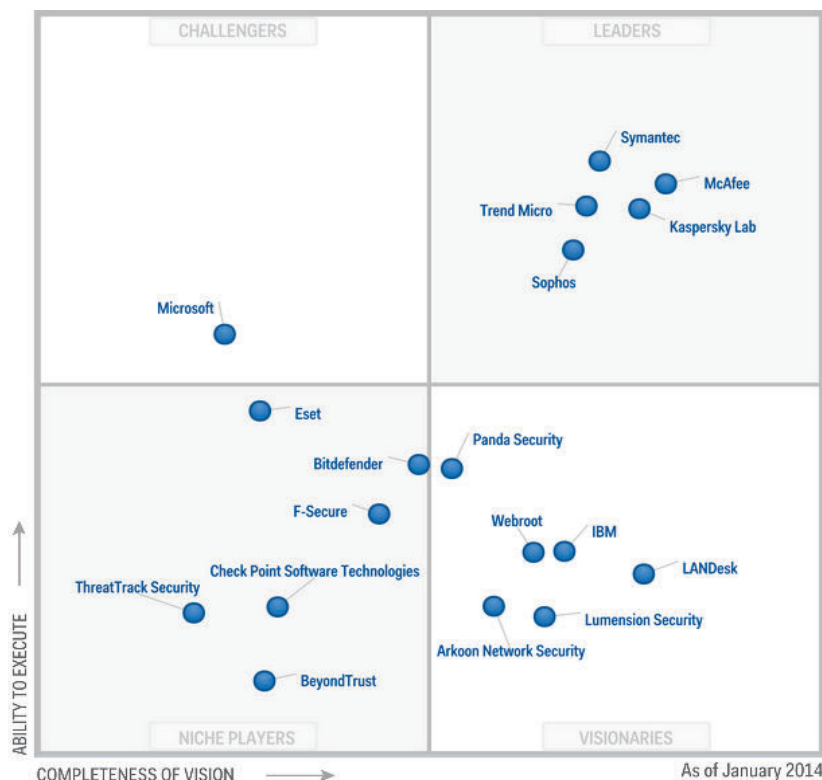 CHALLENGERS
LEADERS
Symantec
McAfee
Trend Micro
Kaspersky Lab
Sophos
Microsoft
Eset
Panda Security
Bitdefender
F-Secure
Webroot
IBM
LANDesk
Check Point Software Technologies
ThreatTrack Security
Lumension Security
Arkoon Network Security
BeyondTrust
NICHE PLAYERS
VISIONARIES
ABILITY TO EXECUTE
COMPLETENESS OF VISION
As of January 2014